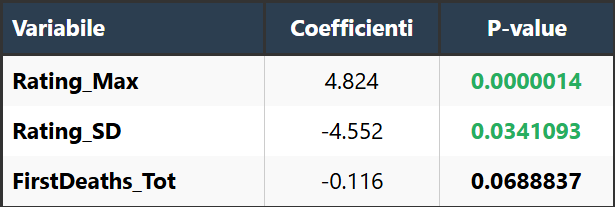 Variabile Coefficienti P-value
Rating_Max 4.824 0.0000014
Rating_SD -4.552 0.0341093
FirstDeaths_Tot -0.116 0.0688837